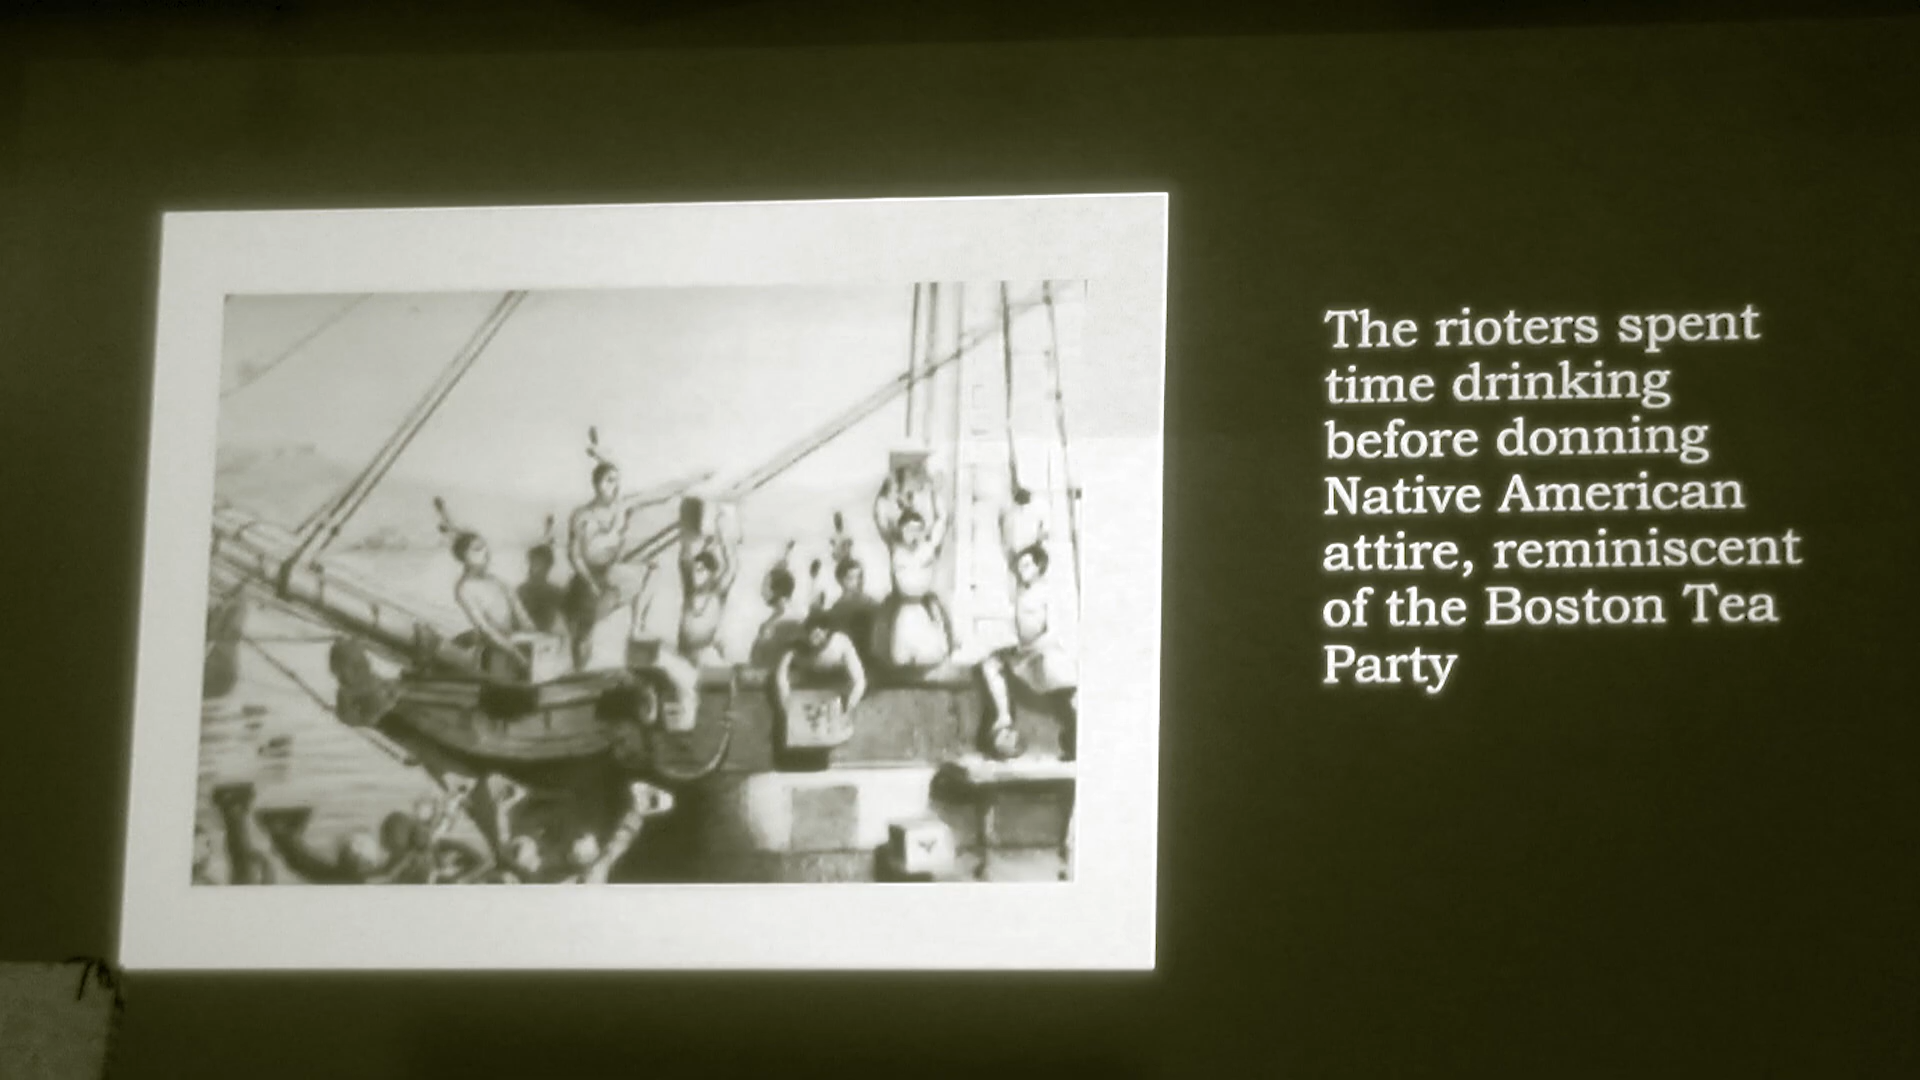 The rioters spent
time drinking
before donning
Native American
attire, reminiscent
of the Boston Tea
Party